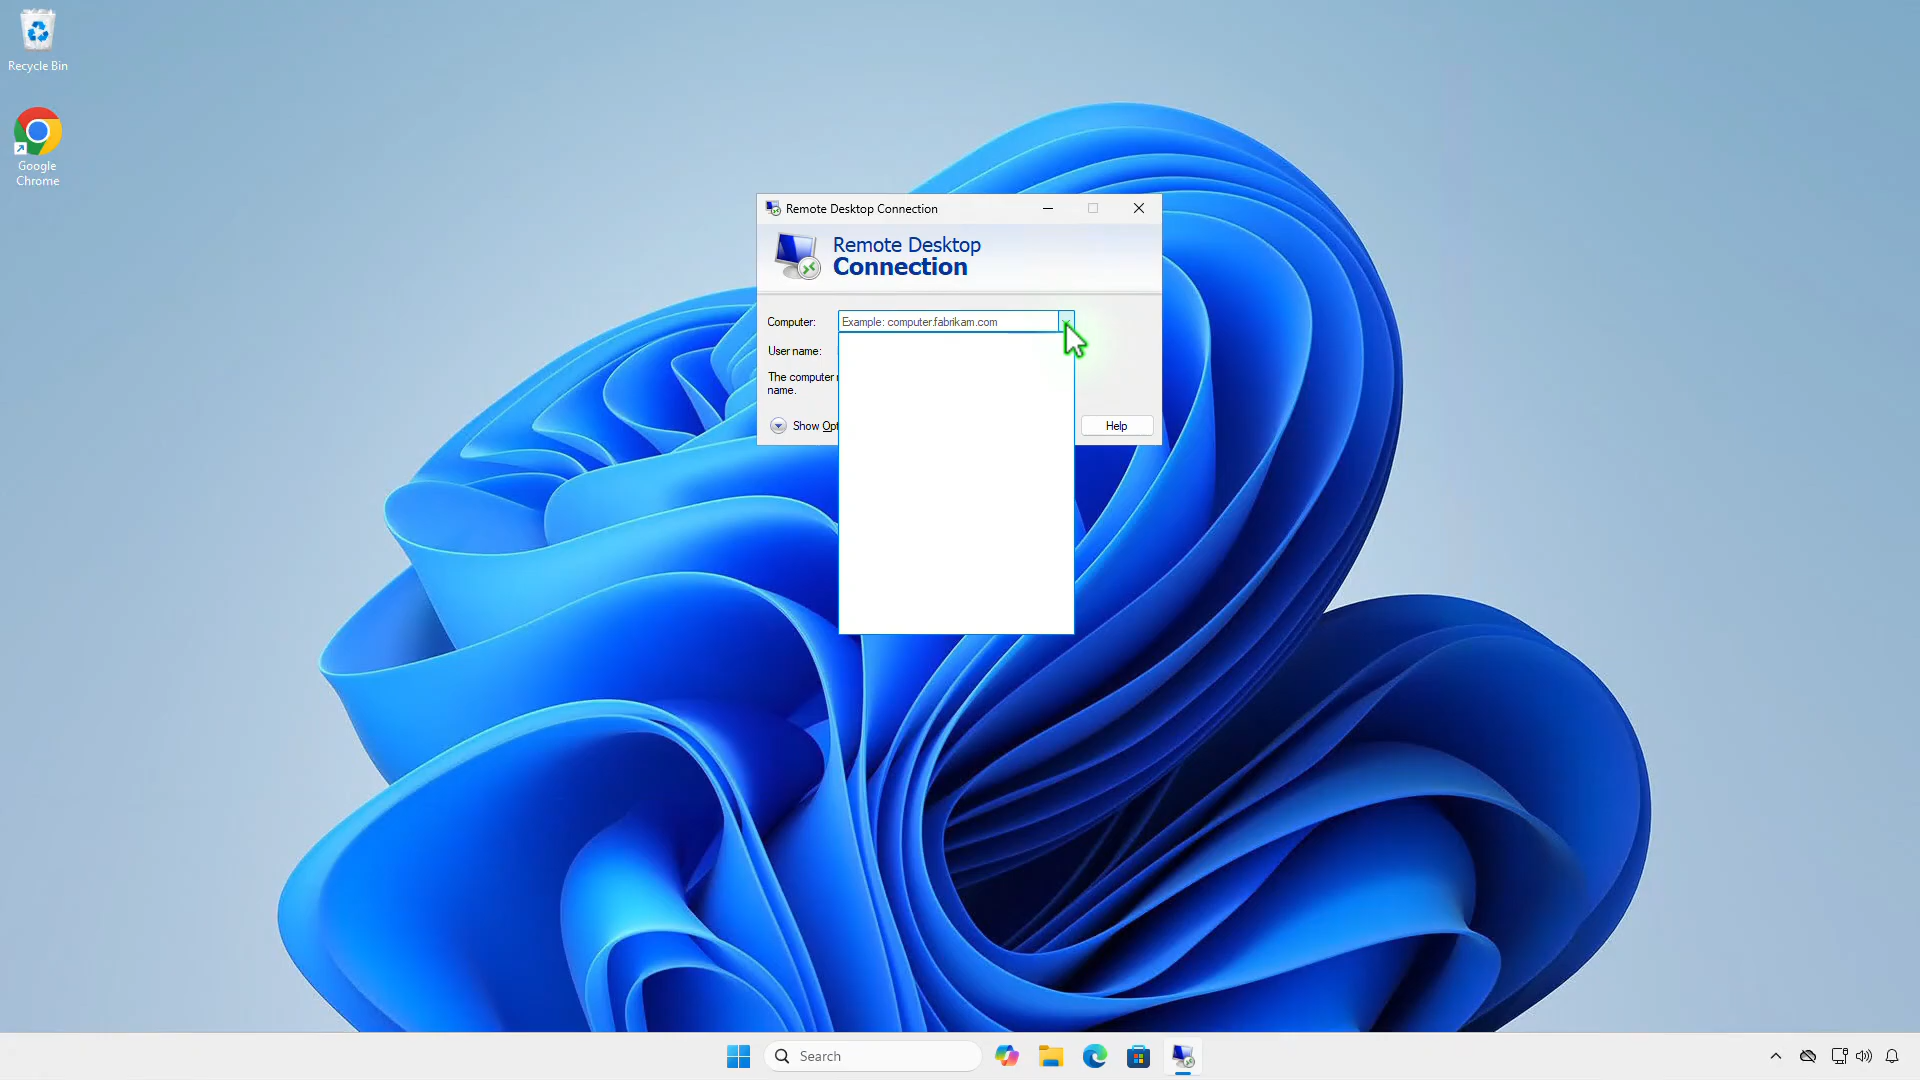 Recycle Bin
Google
Chrome
Remote Desktop Connection
Remote Desktop
Connection
Computer:
Example: computer.fabrikam.com
User name:
The computer
name.
Show Opt
Help
Search